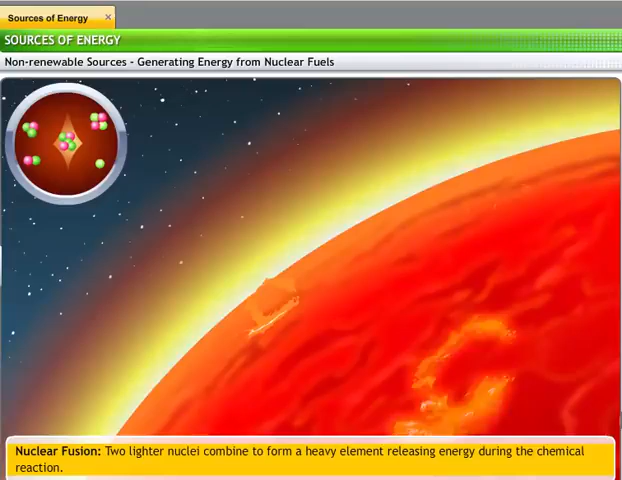 Sources of Energy
SOURCES OF ENERGY
Non-renewable Sources - Generating Energy from Nuclear Fuels
Nuclear Fusion: Two lighter nuclei combine to form a heavy element releasing energy during the chemical
reaction.